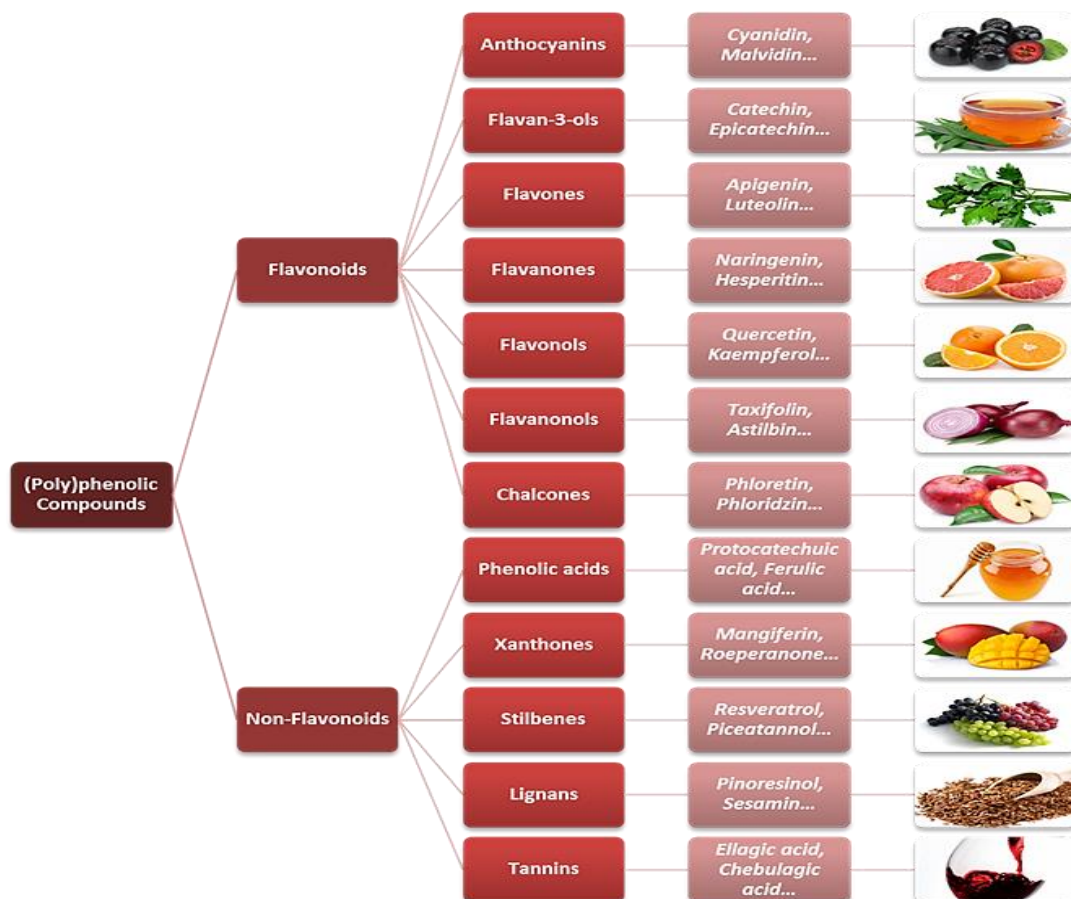 Anthocyanins
Cyanidin,
Malvidin...
Flavan-3-ols
Catechin,
Epicatechin...
Flavones
Apigenin,
Luteolin...
Flavonoids
Flavanones
Naringenin,
Hesperitin...
Flavonols
Quercetin,
Kaempferol...
Flavanonols
Taxifolin,
Astilbin...
(Poly)phenolic
Compounds
Chalcones
Phloretin,
Phloridzin...
Phenolic acids
Protocatechuic
acid, Ferulic
acid...
Xanthones
Mangiferin,
Roeperanone...
Non-Flavonoids
Stilbenes
Resveratrol,
Piceatannol...
Lignans
Pinoresinol,
Sesamin...
Tannins
Ellagic acid,
Chebulagic
acid...